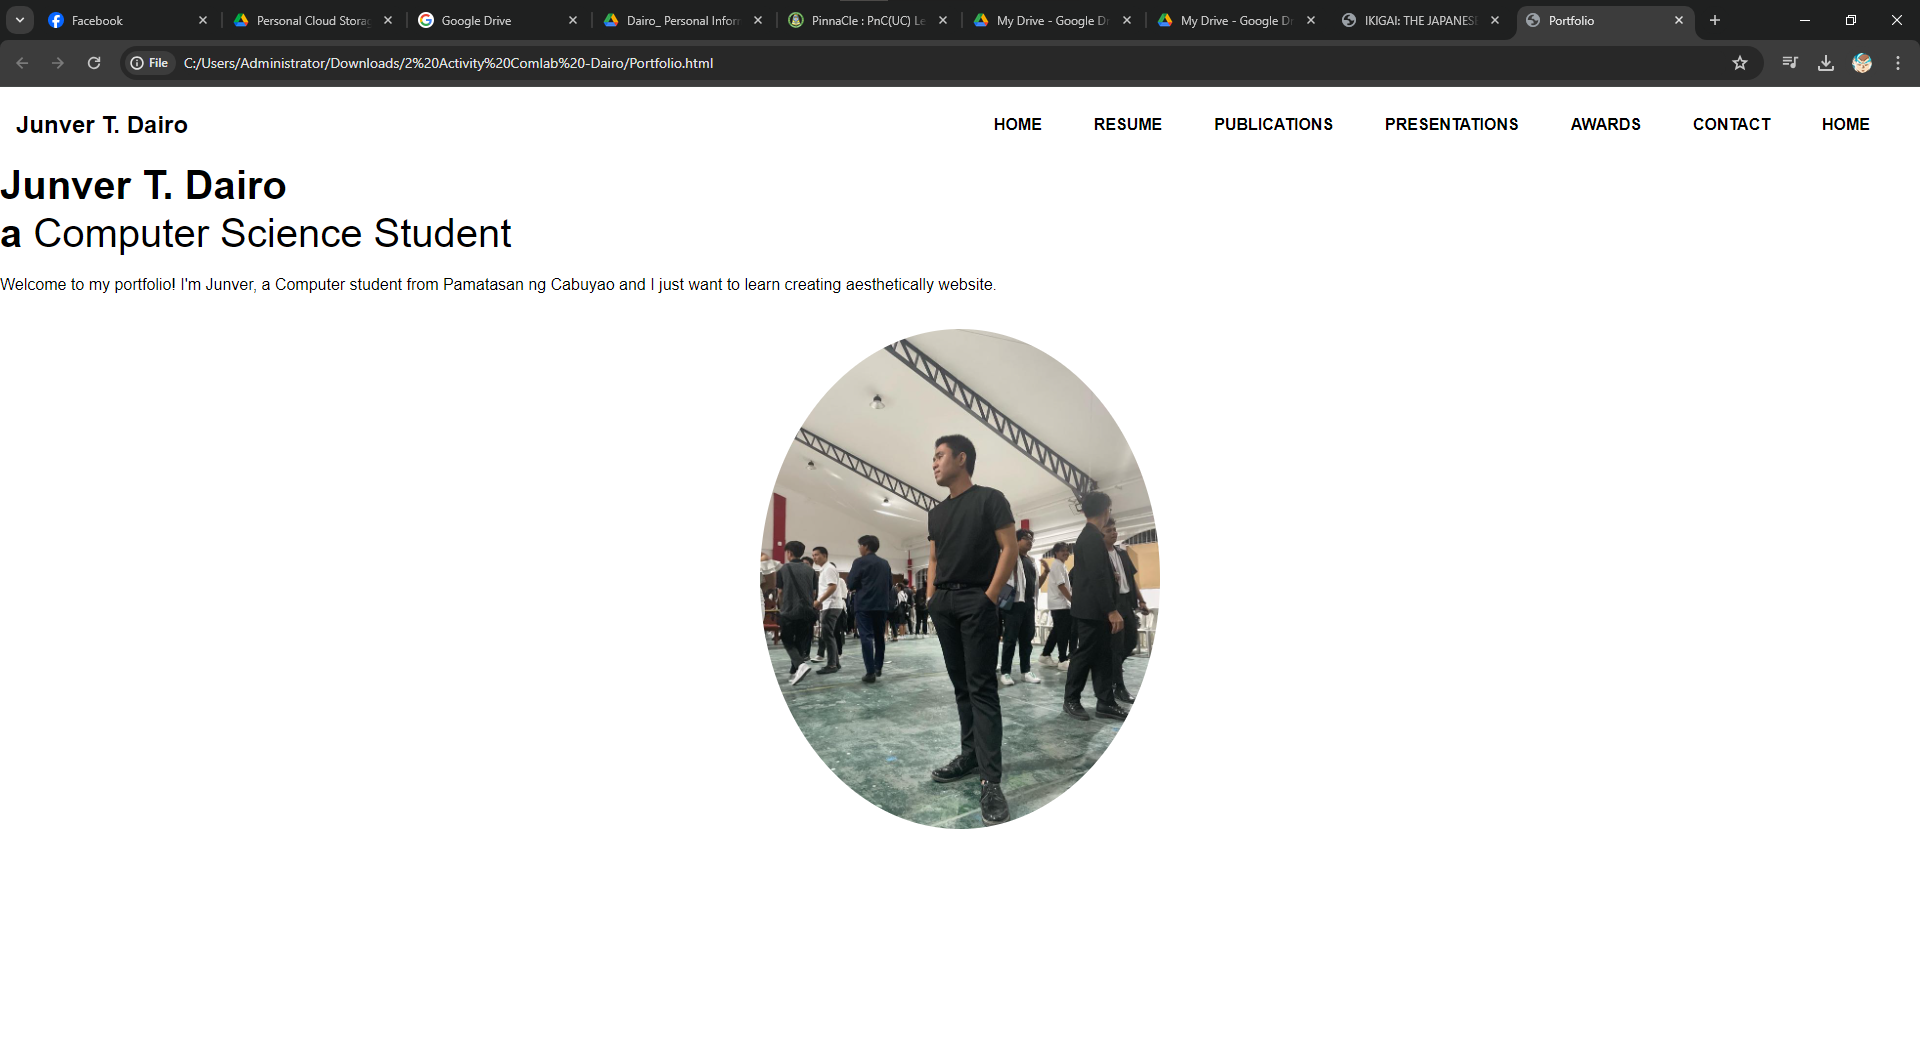 Facebook
Personal Cloud Storag
Google Drive
Dairo_ Personal Inform
PinnaCle : PnC(UC) Le
My Drive - Google Dr
My Drive - Google Dr
IKIGAI: THE JAPANESE
Portfolio
File
C:/Users/Administrator/Downloads/2%20Activity%20Comlab%20-Dairo/Portfolio.html
Junver T. Dairo
HOME
RESUME
PUBLICATIONS
PRESENTATIONS
AWARDS
CONTACT
HOME
Junver T. Dairo
a Computer Science Student
Welcome to my portfolio! I'm Junver, a Computer student from Pamatasan ng Cabuyao and I just want to learn creating aesthetically website.